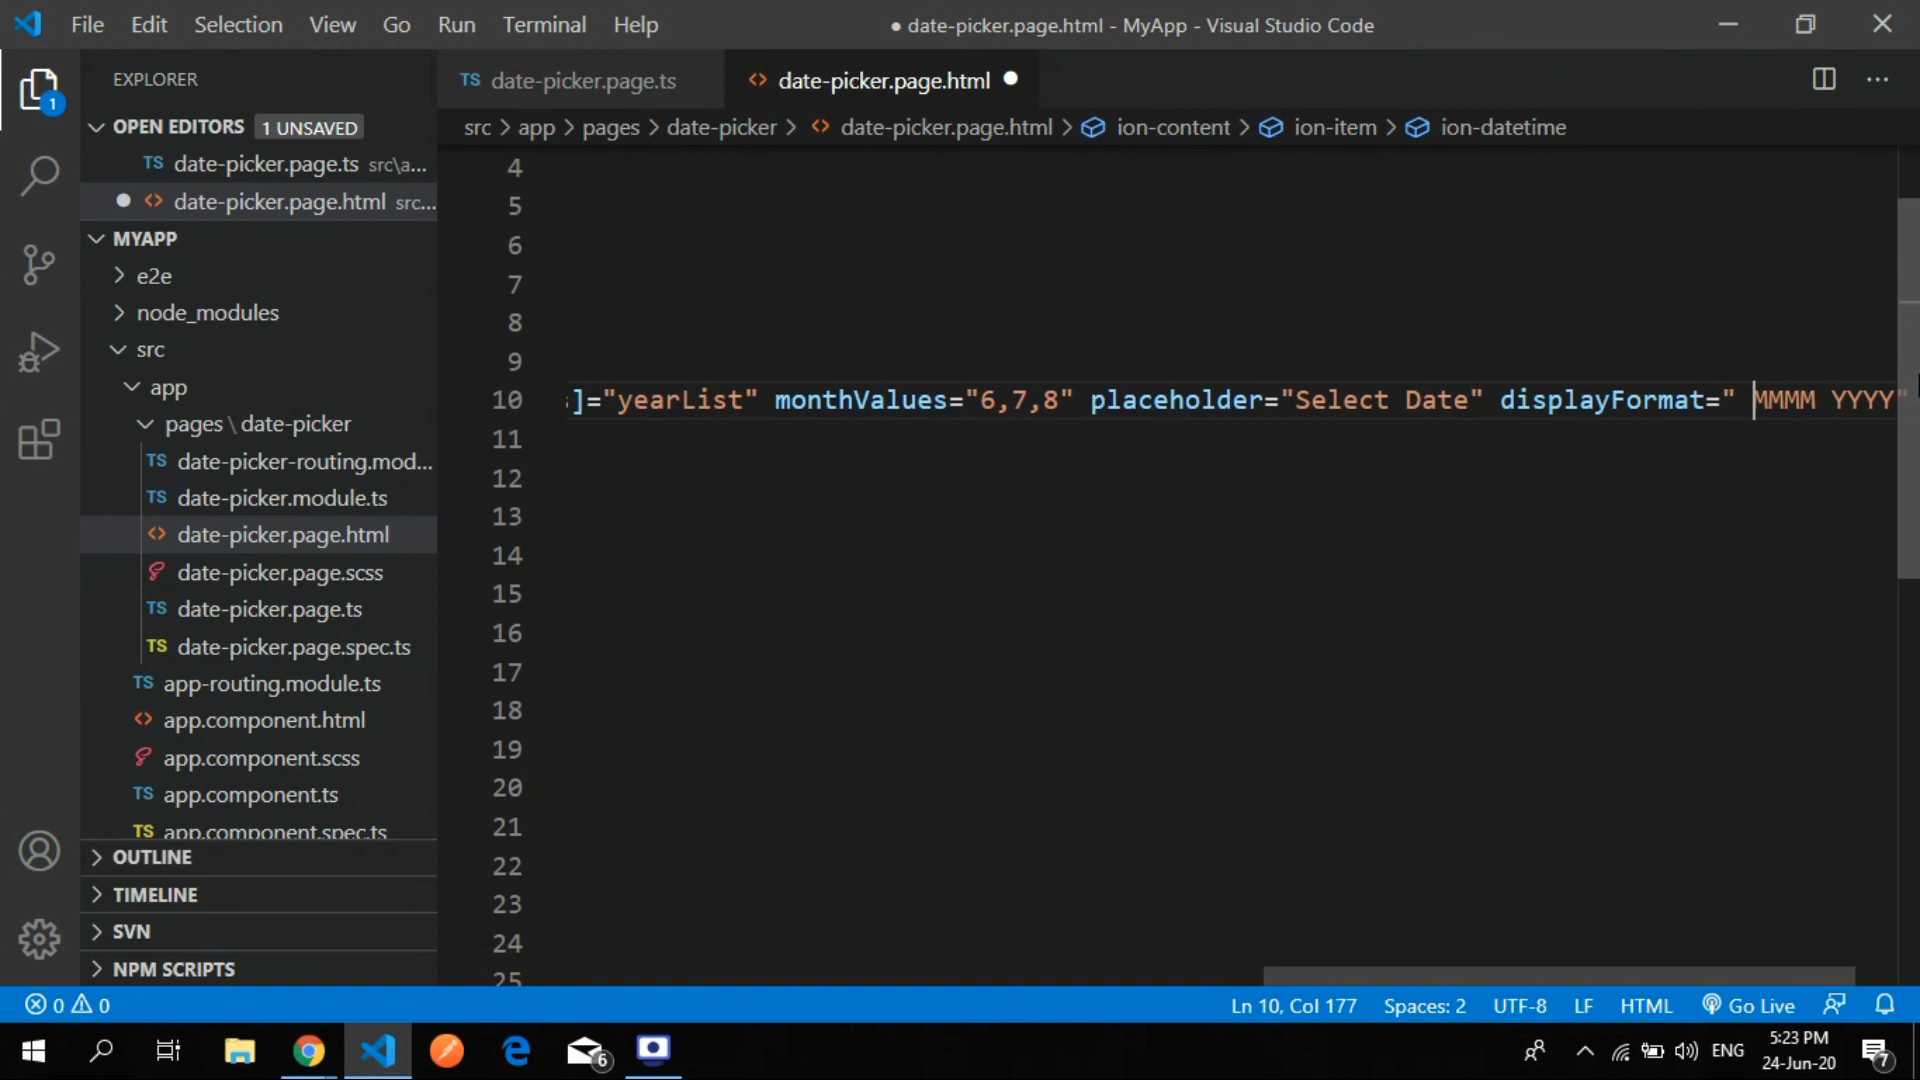 File Edit Selection View Go Run Terminal Help
● date-picker.page.html - MyApp - Visual Studio Code
EXPLORER
OPEN EDITORS 1 UNSAVED
TS date-picker.page.ts src\a...
date-picker.page.html src...
MYAPP
e2e
node_modules
src
app
pages \ date-picker
TS date-picker-routing.mod...
TS date-picker.module.ts
date-picker.page.html
date-picker.page.scss
TS date-picker.page.ts
TS date-picker.page.spec.ts
TS app-routing.module.ts
app.component.html
app.component.scss
TS app.component.ts
TS app.component.spec.ts
OUTLINE
TIMELINE
SVN
NPM SCRIPTS
1
TS date-picker.page.ts
<> date-picker.page.html
src > app > pages > date-picker > <> date-picker.page.html > ion-content > ion-item > ion-datetime
4
5
6
7
8
9
10 ]="yearList" monthValues="6,7,8" placeholder="Select Date" displayFormat=" MMMM YYYY"
11
12
13
14
15
16
17
18
19
20
21
22
23
24
25
0 0
Ln 10, Col 177 Spaces: 2 UTF-8 LF HTML Go Live
6
ENG
5:23 PM
24-Jun-20
7